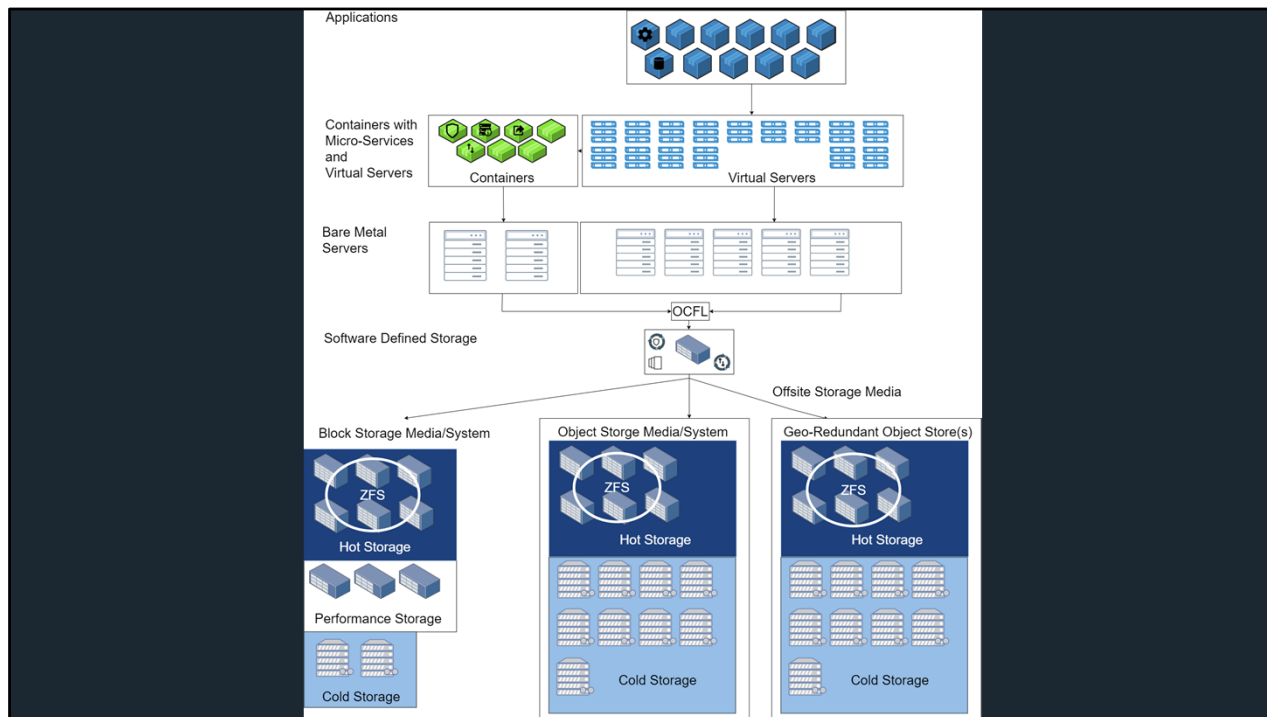 Applications
Containers with
Micro-Services
and
Virtual Servers
Containers
Virtual Servers
Bare Metal
Servers
OCFL
Software Defined Storage
Offsite Storage Media
Block Storage Media/System
Object Storge Media/System
Geo-Redundant Object Store(s)
ZFS
ZFS
ZFS
Hot Storage
Hot Storage
Hot Storage
Performance Storage
Cold Storage
Cold Storage
Cold Storage